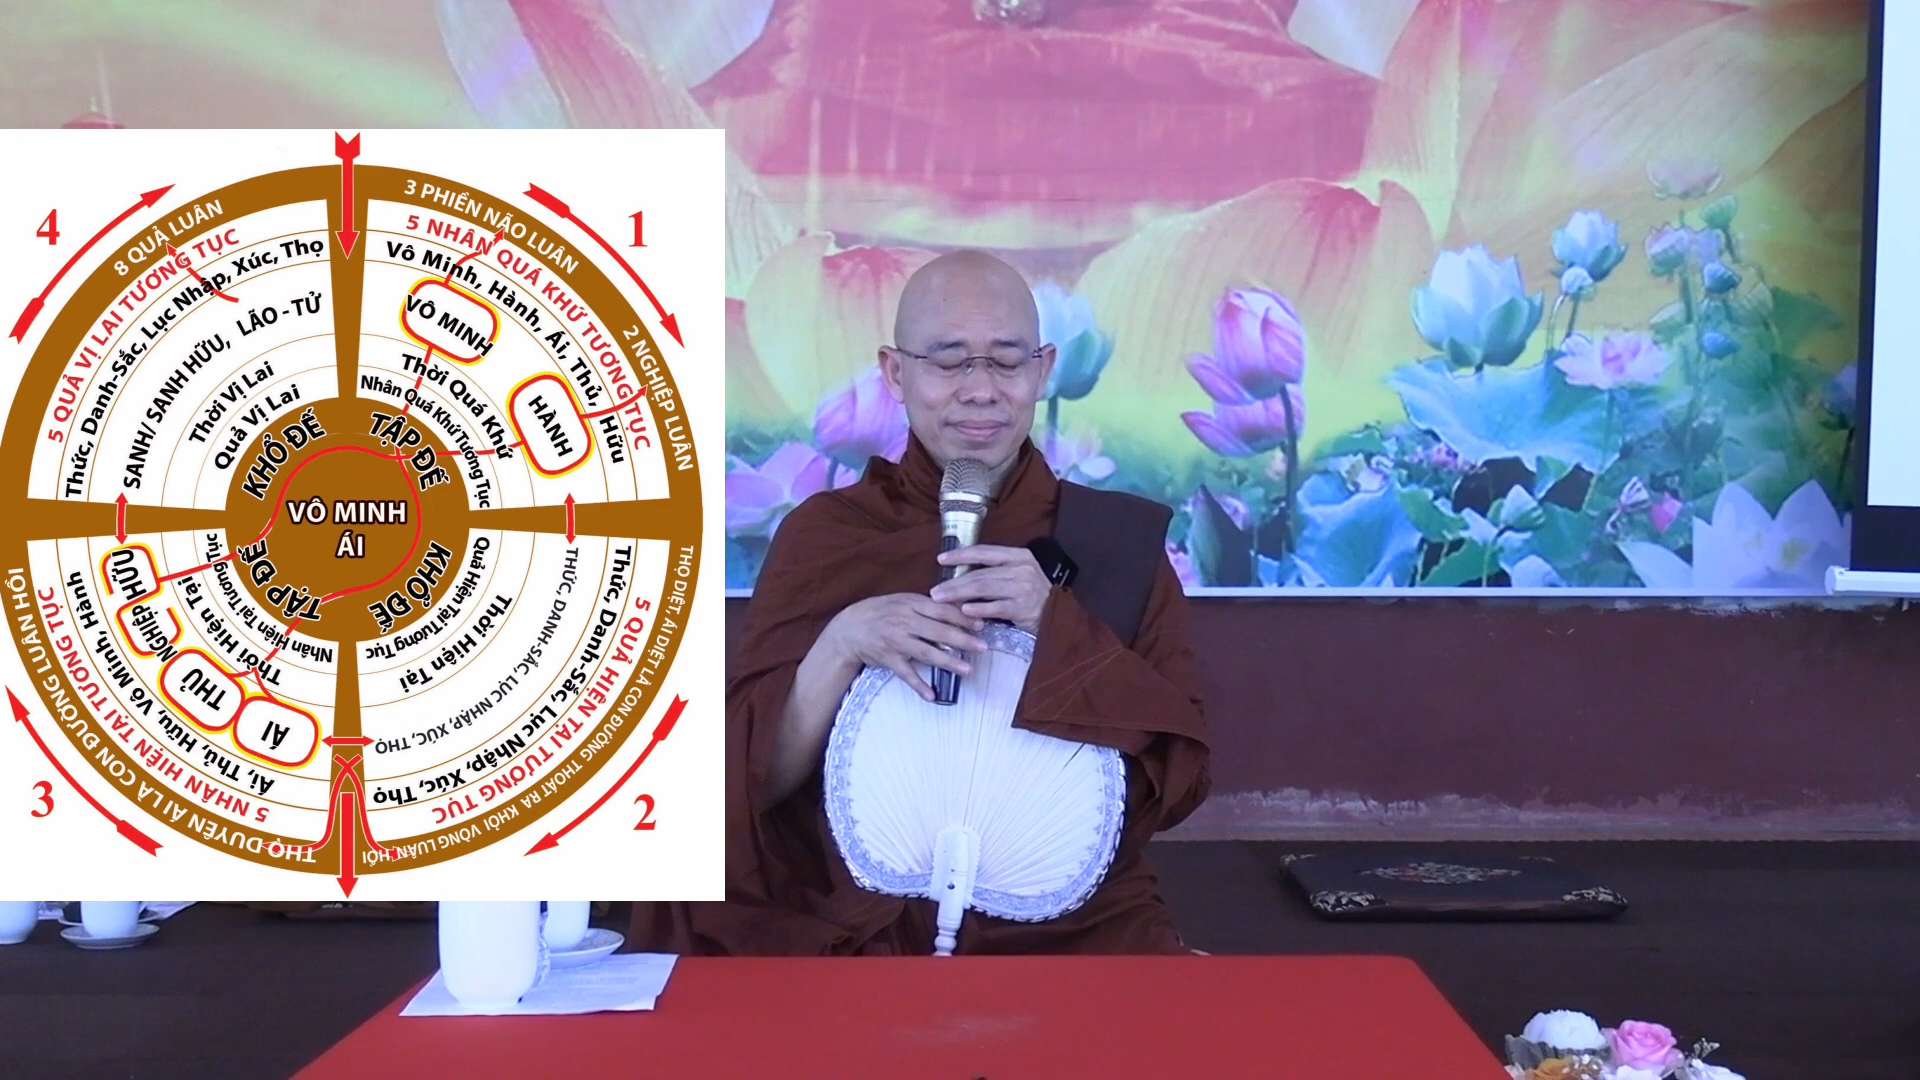 4
1
3
2
3 PHIỀN NÃO LUÂN
5 NHÂN QUÁ KHỨ TƯƠNG TỤC
Vô Minh, Hành, Ái, Thủ, Hữu
VÔ MINH
HÀNH
Thời Quá Khứ
Nhân Quá Khứ Tương Tục
TẬP ĐẾ
2 NGHIỆP LUÂN
THỌ DIỆT, ÁI DIỆT LÀ CON ĐƯỜNG THOÁT RA KHỎI VÒNG LUÂN HỒI
5 QUẢ HIỆN TẠI TƯƠNG TỤC
Thức, Danh-Sắc, Lục Nhập, Xúc, Thọ
THỨC, DANH-SẮC, LỤC NHẬP, XÚC, THỌ
Thời Hiện Tại
Quả Hiện Tại Tương Tục
KHỔ ĐẾ
THỌ DUYÊN ÁI LÀ CON ĐƯỜNG LUÂN HỒI
5 NHÂN HIỆN TẠI TƯƠNG TỤC
Ái, Thủ, Hữu, Vô Minh, Hành
ÁI
THỦ
NGHIỆP HỮU
Thời Hiện Tại
Nhân Hiện Tại Tương Tục
TẬP ĐẾ
8 QUẢ LUÂN
5 QUẢ VỊ LAI TƯƠNG TỤC
Thức, Danh-Sắc, Lục Nhập, Xúc, Thọ
SANH/ SANH HỮU, LÃO - TỬ
Thời Vị Lai
Quả Vị Lai
KHỔ ĐẾ
VÔ MINH
ÁI